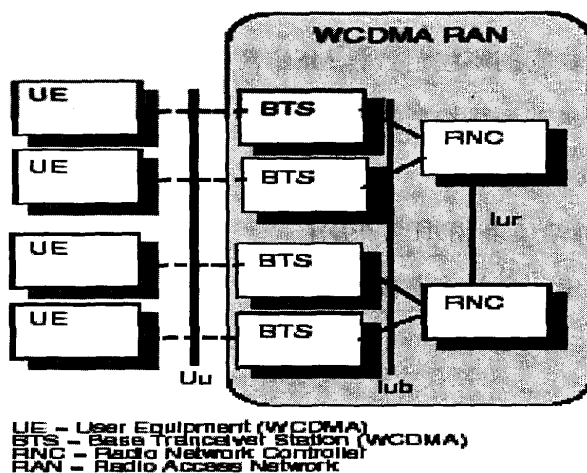 WCDMA RAN
UE
BTS
RNC
UE
BTS
Iur
UE
BTS
RNC
UE
BTS
Uu
Iub
UE - User Equipment (WCDMA)
BTS - Base Tranceiver Station (WCDMA)
RNC - Radio Network Controller
RAN - Radio Access Network